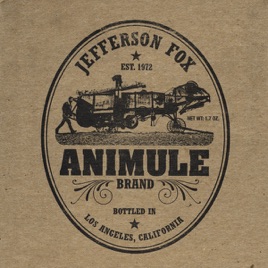 JEFFERSON FOX
EST. 1972
NET WT: 1.7 OZ.
ANIMULE
BRAND
BOTTLED IN
LOS ANGELES, CALIFORNIA